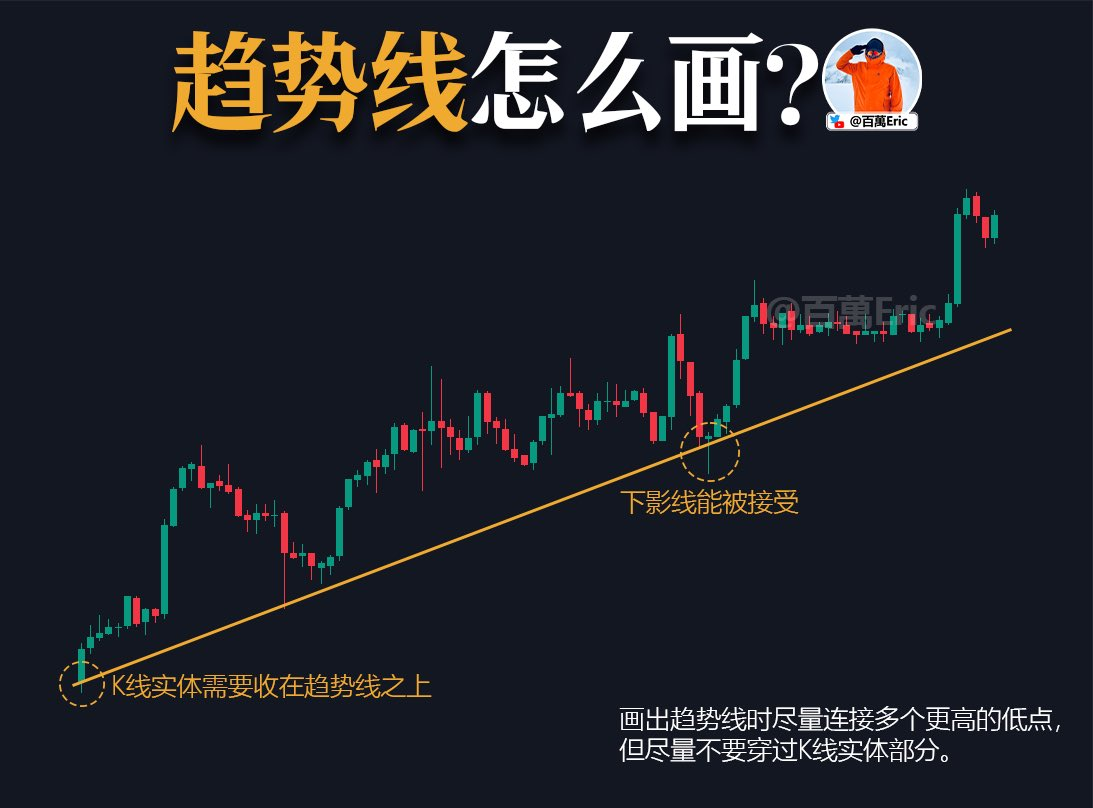 趋势线怎么画?
@百萬Eric
@百萬Eric
下影线能被接受
K线实体需要收在趋势线之上
画出趋势线时尽量连接多个更高的低点,
但尽量不要穿过K线实体部分。